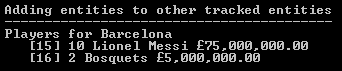 Adding entities to other tracked entities
-----------------------------------------
Players for Barcelona
[15] 10 Lionel Messi £75,000,000.00
[16] 2 Bosquets £5,000,000.00